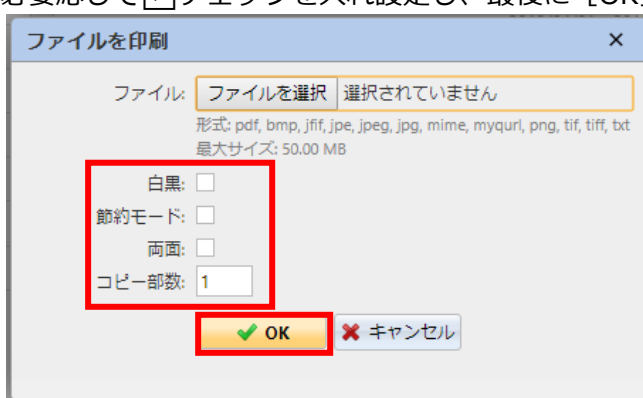 ファイルを印刷
ファイル: ファイルを選択 選択されていません
形式: pdf, bmp, jfif, jpe, jpeg, jpg, mime, myqurl, png, tif, tiff, txt
最大サイズ: 50.00 MB
白黒:
節約モード:
両面:
コピー部数: 1
OK キャンセル